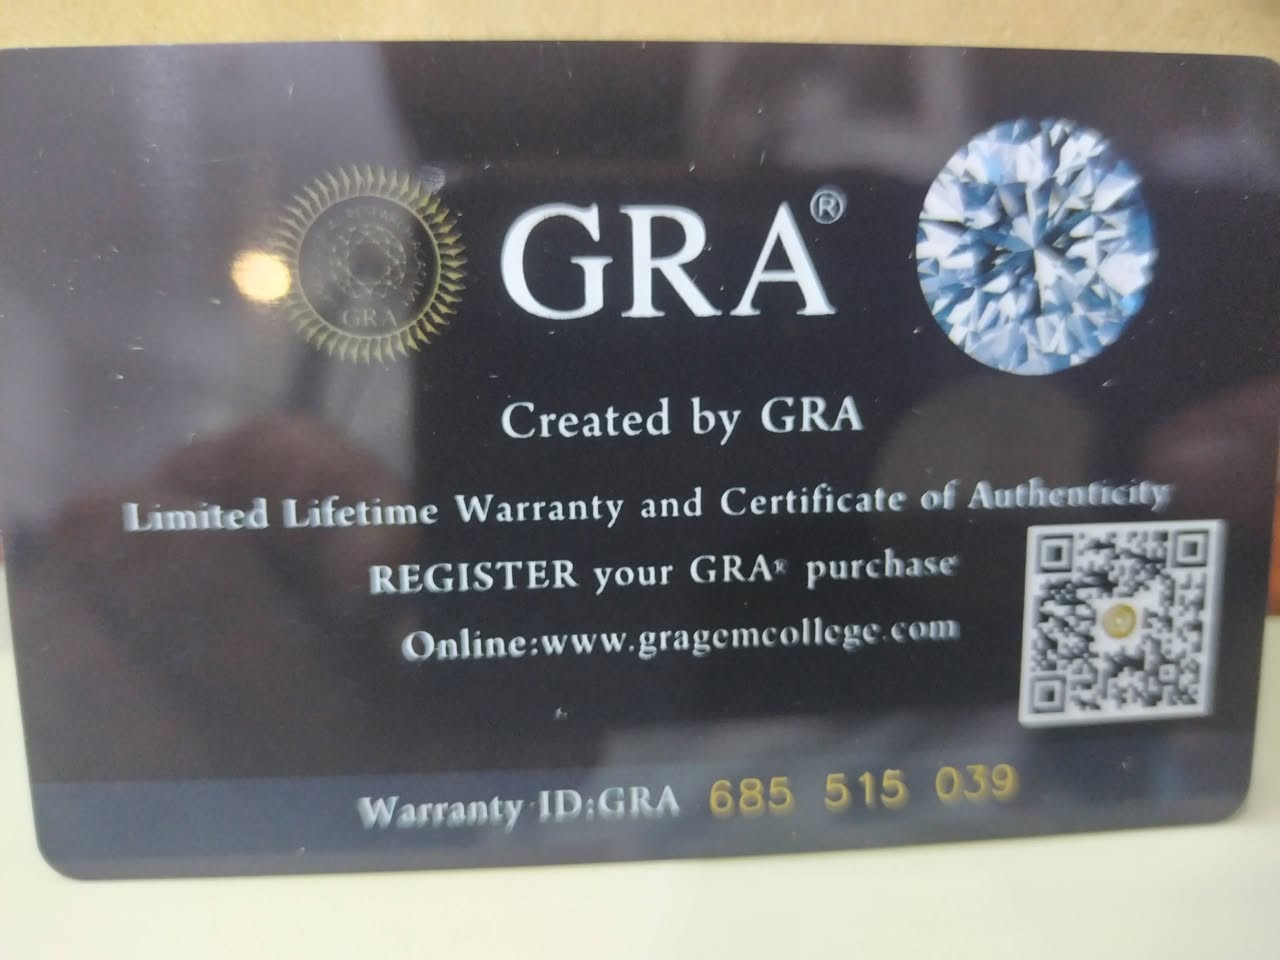 GRA®
GRA
Created by GRA
Limited Lifetime Warranty and Certificate of Authenticity
REGISTER your GRA® purchase
Online:www.gragemcollege.com
Warranty ID:GRA 685 515 039